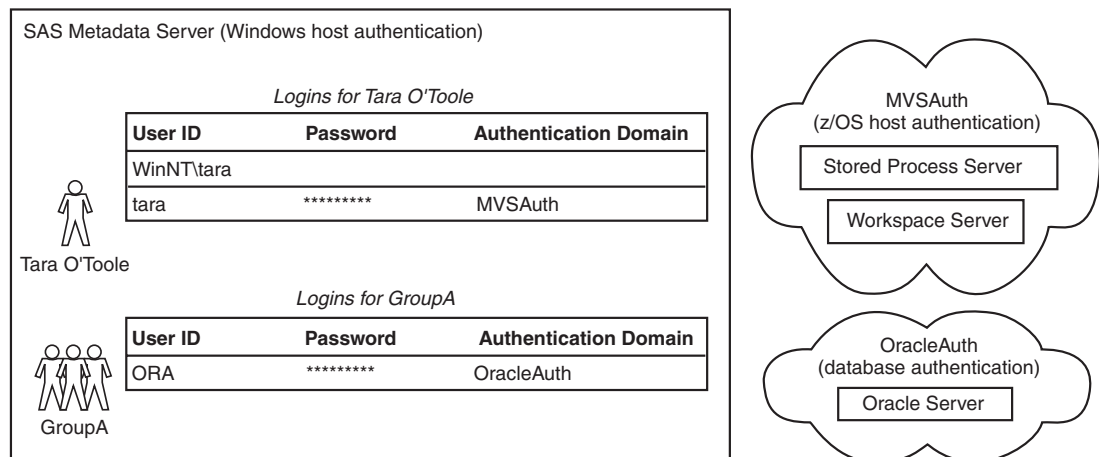 SAS Metadata Server (Windows host authentication)
Logins for Tara O'Toole
User ID Password Authentication Domain
WinNT\tara
tara ********* MVSAuth
Tara O'Toole
Logins for GroupA
User ID Password Authentication Domain
ORA ********* OracleAuth
GroupA
MVSAuth
(z/OS host authentication)
Stored Process Server
Workspace Server
OracleAuth
(database authentication)
Oracle Server